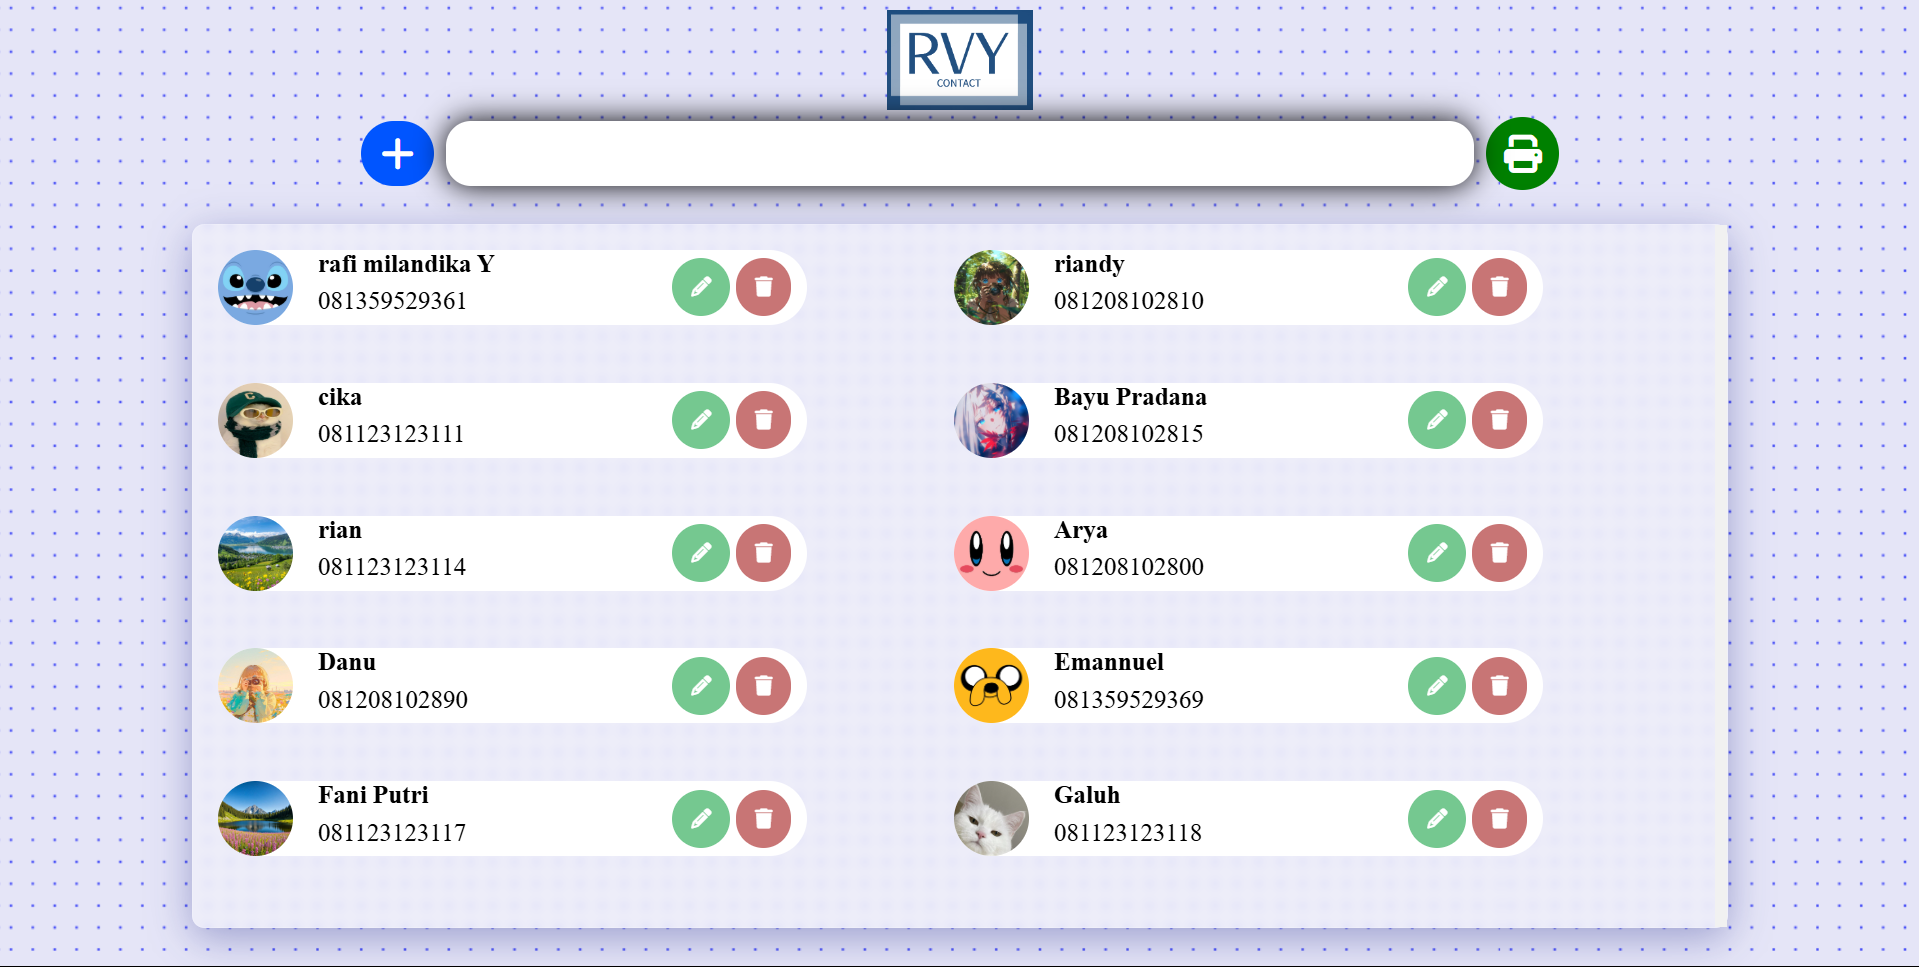 RVY
CONTACT
rafi milandika Y
081359529361
riandy
081208102810
cika
081123123111
Bayu Pradana
081208102815
rian
081123123114
Arya
081208102800
Danu
081208102890
Emannuel
081359529369
Fani Putri
081123123117
Galuh
081123123118